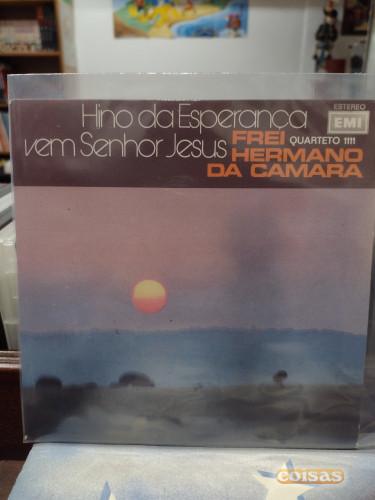 Hino da Esperança
vem Senhor Jesus
ESTEREO
EMI
FREI QUARTETO 1111
HERMANO
DA CAMARA
coisas